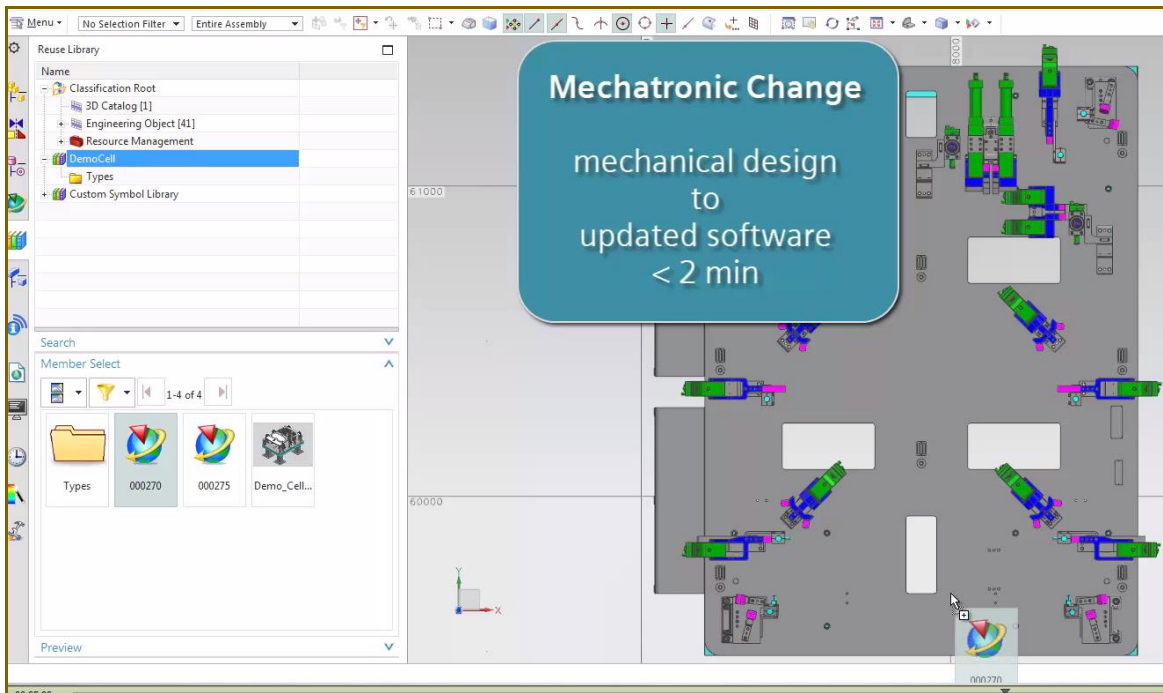 Menu
No Selection Filter
Entire Assembly
Reuse Library
Name
Classification Root
3D Catalog [1]
Engineering Object [41]
Resource Management
DemoCell
Types
Custom Symbol Library
Search
Member Select
1-4 of 4
Types
000270
000275
Demo_Cell...
Preview
Mechatronic Change
mechanical design
to
updated software
< 2 min
8000
61000
60000
Y
X
000270